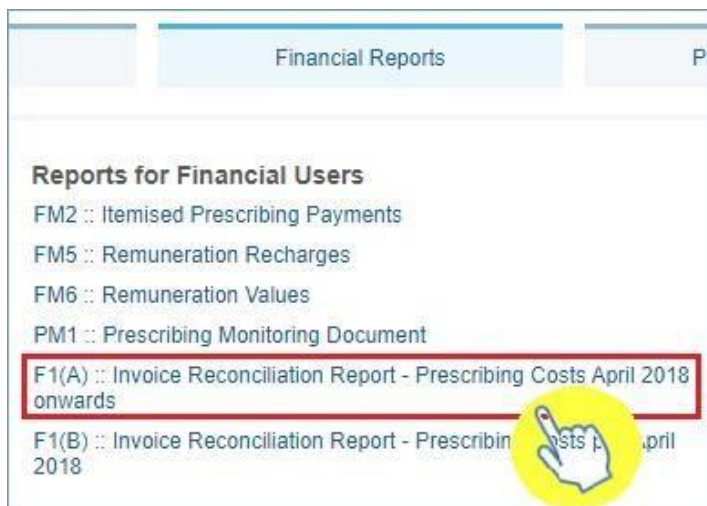 Financial Reports
P
Reports for Financial Users
FM2 :: Itemised Prescribing Payments
FM5 :: Remuneration Recharges
FM6 :: Remuneration Values
PM1 :: Prescribing Monitoring Document
F1(A) :: Invoice Reconciliation Report - Prescribing Costs April 2018
onwards
F1(B) :: Invoice Reconciliation Report -
2018